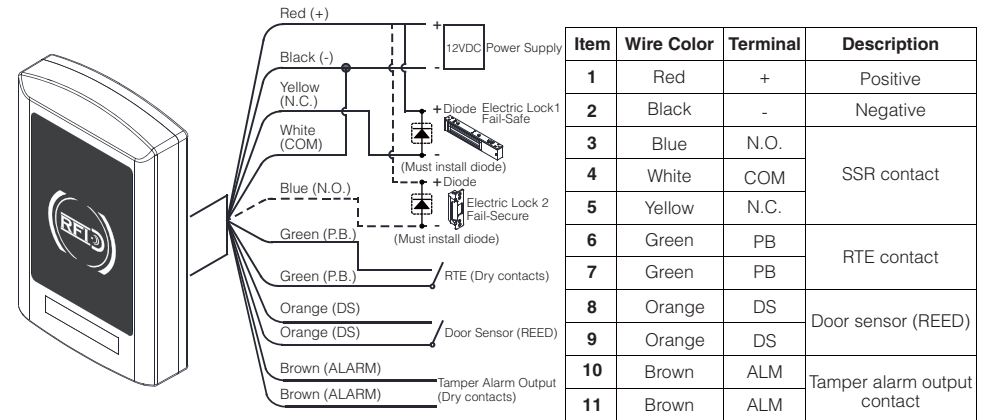 RFID
Red (+)
Black (-)
Yellow
(N.C.)
White
(COM)
Blue (N.O.)
Green (P.B.)
Green (P.B.)
Orange (DS)
Orange (DS)
Brown (ALARM)
Brown (ALARM)
+
12VDC Power Supply
-
+Diode Electric Lock1
Fail-Safe
-
(Must install diode)
+Diode
Electric Lock 2
Fail-Secure
-
(Must install diode)
RTE (Dry contacts)
Door Sensor (REED)
Tamper Alarm Output
(Dry contacts)
Item Wire Color Terminal Description
1 Red + Positive
2 Black - Negative
3 Blue N.O.
4 White COM SSR contact
5 Yellow N.C.
6 Green PB
RTE contact
7 Green PB
8 Orange DS
Door sensor (REED)
9 Orange DS
10 Brown ALM
Tamper alarm output
contact
11 Brown ALM